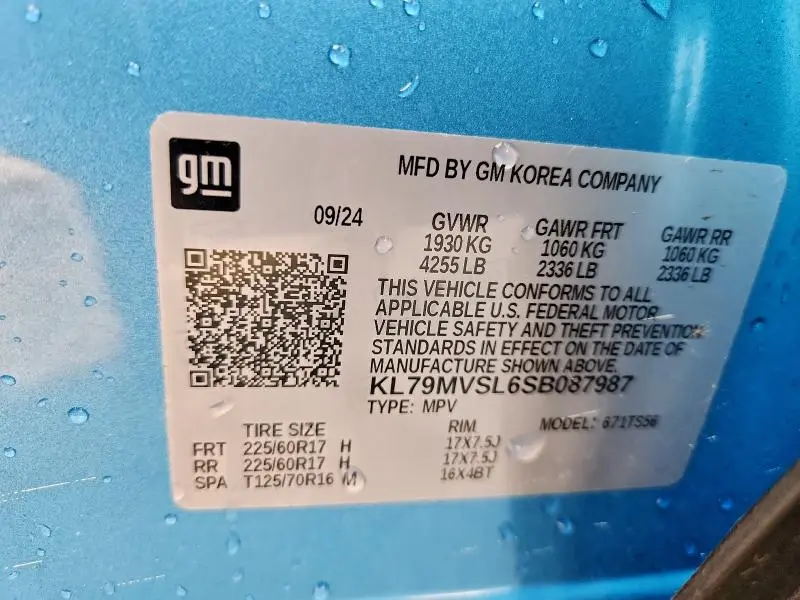 gm
MFD BY GM KOREA COMPANY
09/24
GVWR GAWR FRT GAWR RR
1930 KG 1060 KG 1060 KG
4255 LB 2336 LB 2336 LB
THIS VEHICLE CONFORMS TO ALL
APPLICABLE U.S. FEDERAL MOTOR
VEHICLE SAFETY AND THEFT PREVENTION
STANDARDS IN EFFECT ON THE DATE OF
MANUFACTURE SHOWN ABOVE.
KL79MVSL6SB087987
TYPE: MPV MODEL: 671TS56
TIRE SIZE RIM
FRT 225/60R17 H 17X7.5J
RR 225/60R17 H 17X7.5J
SPA T125/70R16 M 16X4BT